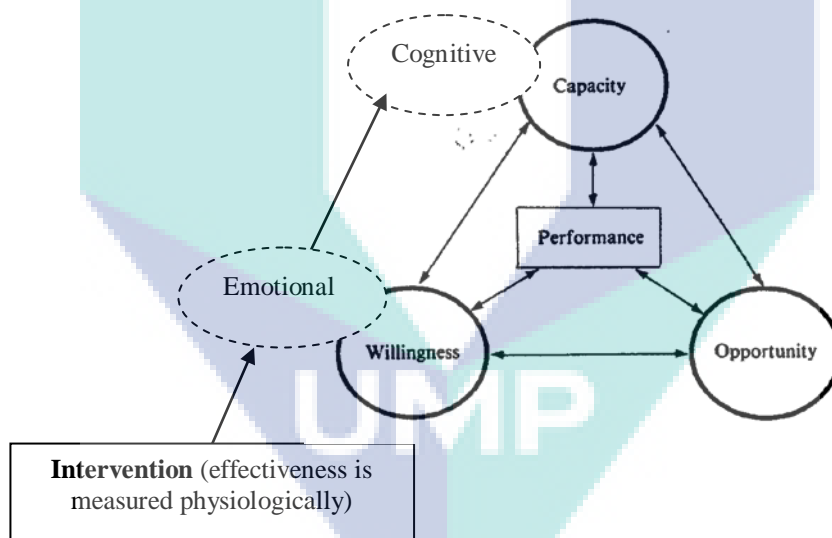 Cognitive
Capacity
Performance
Emotional
Willingness
Opportunity
UMP
Intervention (effectiveness is
measured physiologically)